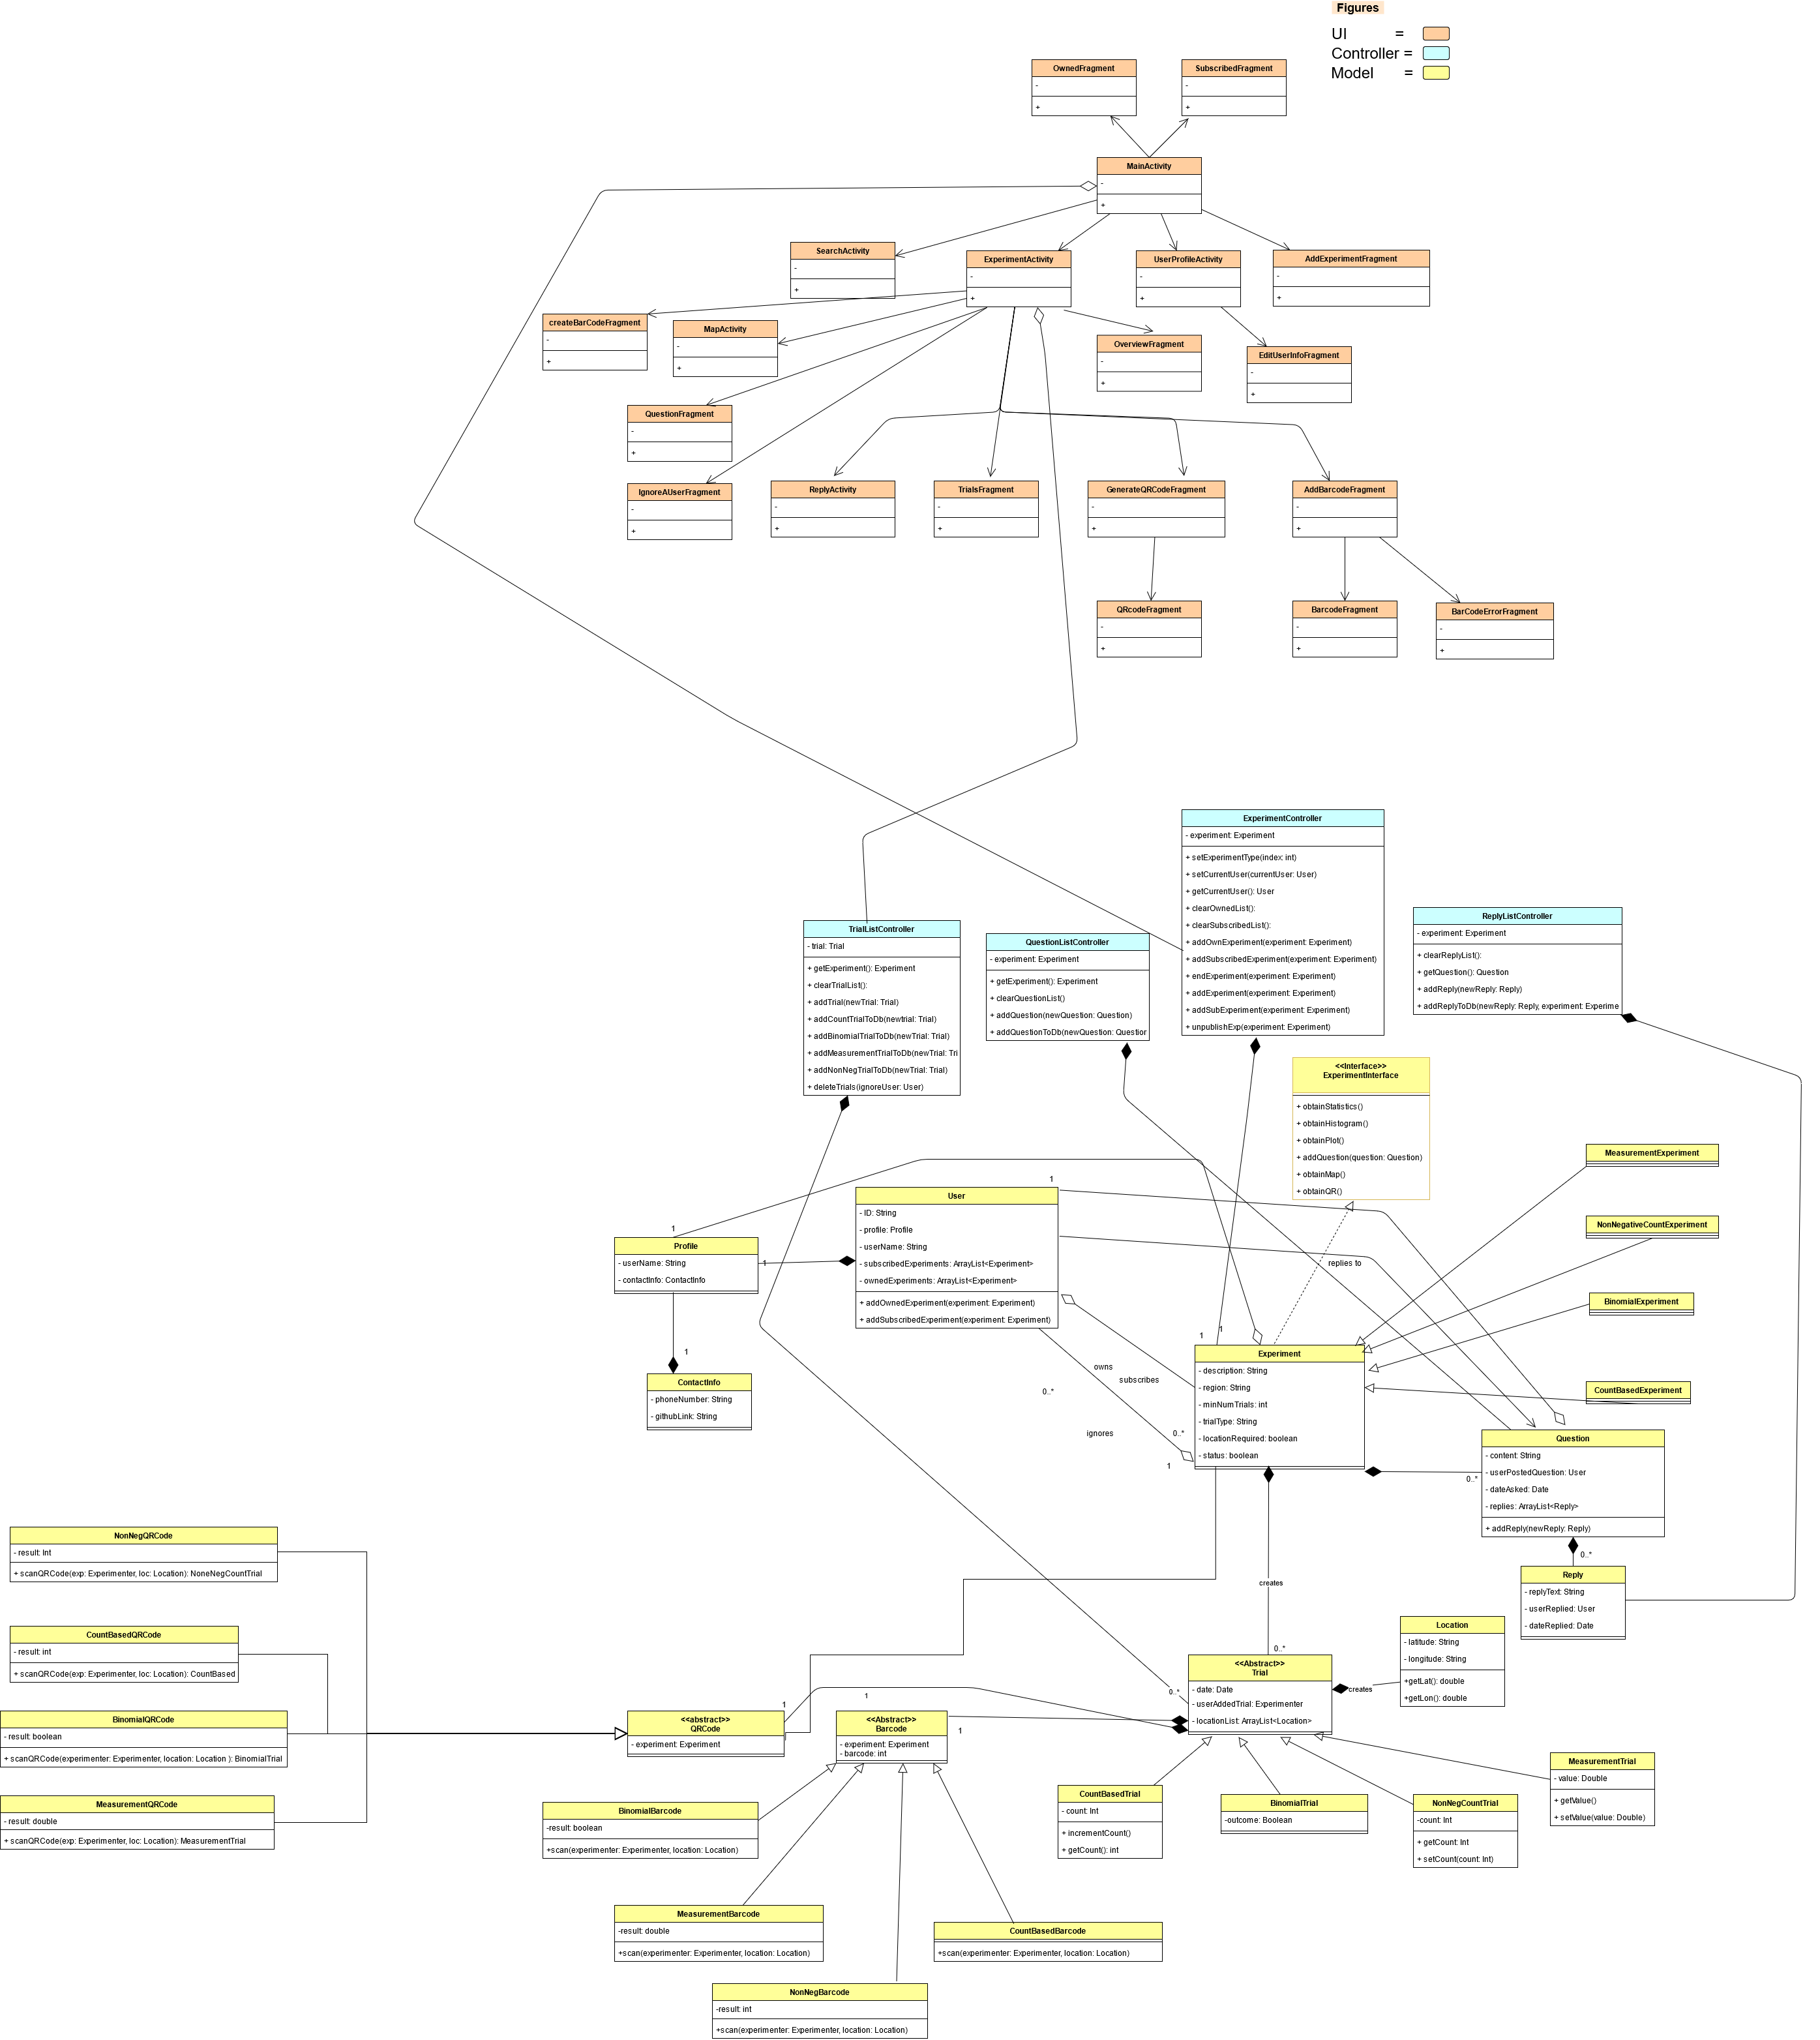 Figures
UI =
Controller =
Model =
OwnedFragment
-
+
SubscribedFragment
-
+
MainActivity
-
+
SearchActivity
-
+
ExperimentActivity
-
+
UserProfileActivity
-
+
AddExperimentFragment
-
+
createBarCodeFragment
-
+
MapActivity
-
+
OverviewFragment
-
+
EditUserInfoFragment
-
+
QuestionFragment
-
+
IgnoreAUserFragment
-
+
ReplyActivity
-
+
TrialsFragment
-
+
GenerateQRCodeFragment
-
+
AddBarcodeFragment
-
+
QRcodeFragment
-
+
BarcodeFragment
-
+
BarCodeErrorFragment
-
+
ExperimentController
- experiment: Experiment
+ setExperimentType(index: int)
+ setCurrentUser(currentUser: User)
+ getCurrentUser(): User
+ clearOwnedList():
+ clearSubscribedList():
+ addOwnExperiment(experiment: Experiment)
+ addSubscribedExperiment(experiment: Experiment)
+ endExperiment(experiment: Experiment)
+ addExperiment(experiment: Experiment)
+ addSubExperiment(experiment: Experiment)
+ unpublishExp(experiment: Experiment)
ReplyListController
- experiment: Experiment
+ clearReplyList():
+ getQuestion(): Question
+ addReply(newReply: Reply)
+ addReplyToDb(newReply: Reply, experiment: Experime
TrialListController
- trial: Trial
+ getExperiment(): Experiment
+ clearTrialList():
+ addTrial(newTrial: Trial)
+ addCountTrialToDb(newtrial: Trial)
+ addBinomialTrialToDb(newTrial: Trial)
+ addMeasurementTrialToDb(newTrial: Tri
+ addNonNegTrialToDb(newTrial: Trial)
+ deleteTrials(ignoreUser: User)
QuestionListController
- experiment: Experiment
+ getExperiment(): Experiment
+ clearQuestionList()
+ addQuestion(newQuestion: Question)
+ addQuestionToDb(newQuestion: Question
<<Interface>>
ExperimentInterface
+ obtainStatistics()
+ obtainHistogram()
+ obtainPlot()
+ addQuestion(question: Question)
+ obtainMap()
+ obtainQR()
MeasurementExperiment
NonNegativeCountExperiment
BinomialExperiment
CountBasedExperiment
1
User
- ID: String
- profile: Profile
- userName: String
- subscribedExperiments: ArrayList<Experiment>
- ownedExperiments: ArrayList<Experiment>
+ addOwnedExperiment(experiment: Experiment)
+ addSubscribedExperiment(experiment: Experiment)
1
Profile
- userName: String
- contactInfo: ContactInfo
1
1
ContactInfo
- phoneNumber: String
- githubLink: String
replies to
1
1
owns
subscribes
0..*
ignores
0..*
1
Experiment
- description: String
- region: String
- minNumTrials: int
- trialType: String
- locationRequired: boolean
- status: boolean
0..*
Question
- content: String
- userPostedQuestion: User
- dateAsked: Date
- replies: ArrayList<Reply>
+ addReply(newReply: Reply)
0..*
Reply
- replyText: String
- userReplied: User
- dateReplied: Date
creates
0..*
Location
- latitude: String
- longitude: String
+getLat(): double
+getLon(): double
creates
<<Abstract>>
Trial
- date: Date
- userAddedTrial: Experimenter
- locationList: ArrayList<Location>
0..*
NonNegQRCode
- result: Int
+ scanQRCode(exp: Experimenter, loc: Location): NoneNegCountTrial
CountBasedQRCode
- result: int
+ scanQRCode(exp: Experimenter, loc: Location): CountBased
BinomialQRCode
- result: boolean
+ scanQRCode(experimenter: Experimenter, location: Location ): BinomialTrial
MeasurementQRCode
- result: double
+ scanQRCode(exp: Experimenter, loc: Location): MeasurementTrial
1
<<abstract>>
QRCode
- experiment: Experiment
1
1
<<Abstract>>
Barcode
- experiment: Experiment
- barcode: int
BinomialBarcode
-result: boolean
+scan(experimenter: Experimenter, location: Location)
MeasurementBarcode
-result: double
+scan(experimenter: Experimenter, location: Location)
CountBasedBarcode
+scan(experimenter: Experimenter, location: Location)
NonNegBarcode
-result: int
+scan(experimenter: Experimenter, location: Location)
CountBasedTrial
- count: Int
+ incrementCount()
+ getCount(): int
BinomialTrial
-outcome: Boolean
NonNegCountTrial
-count: Int
+ getCount: Int
+ setCount(count: Int)
MeasurementTrial
- value: Double
+ getValue()
+ setValue(value: Double)